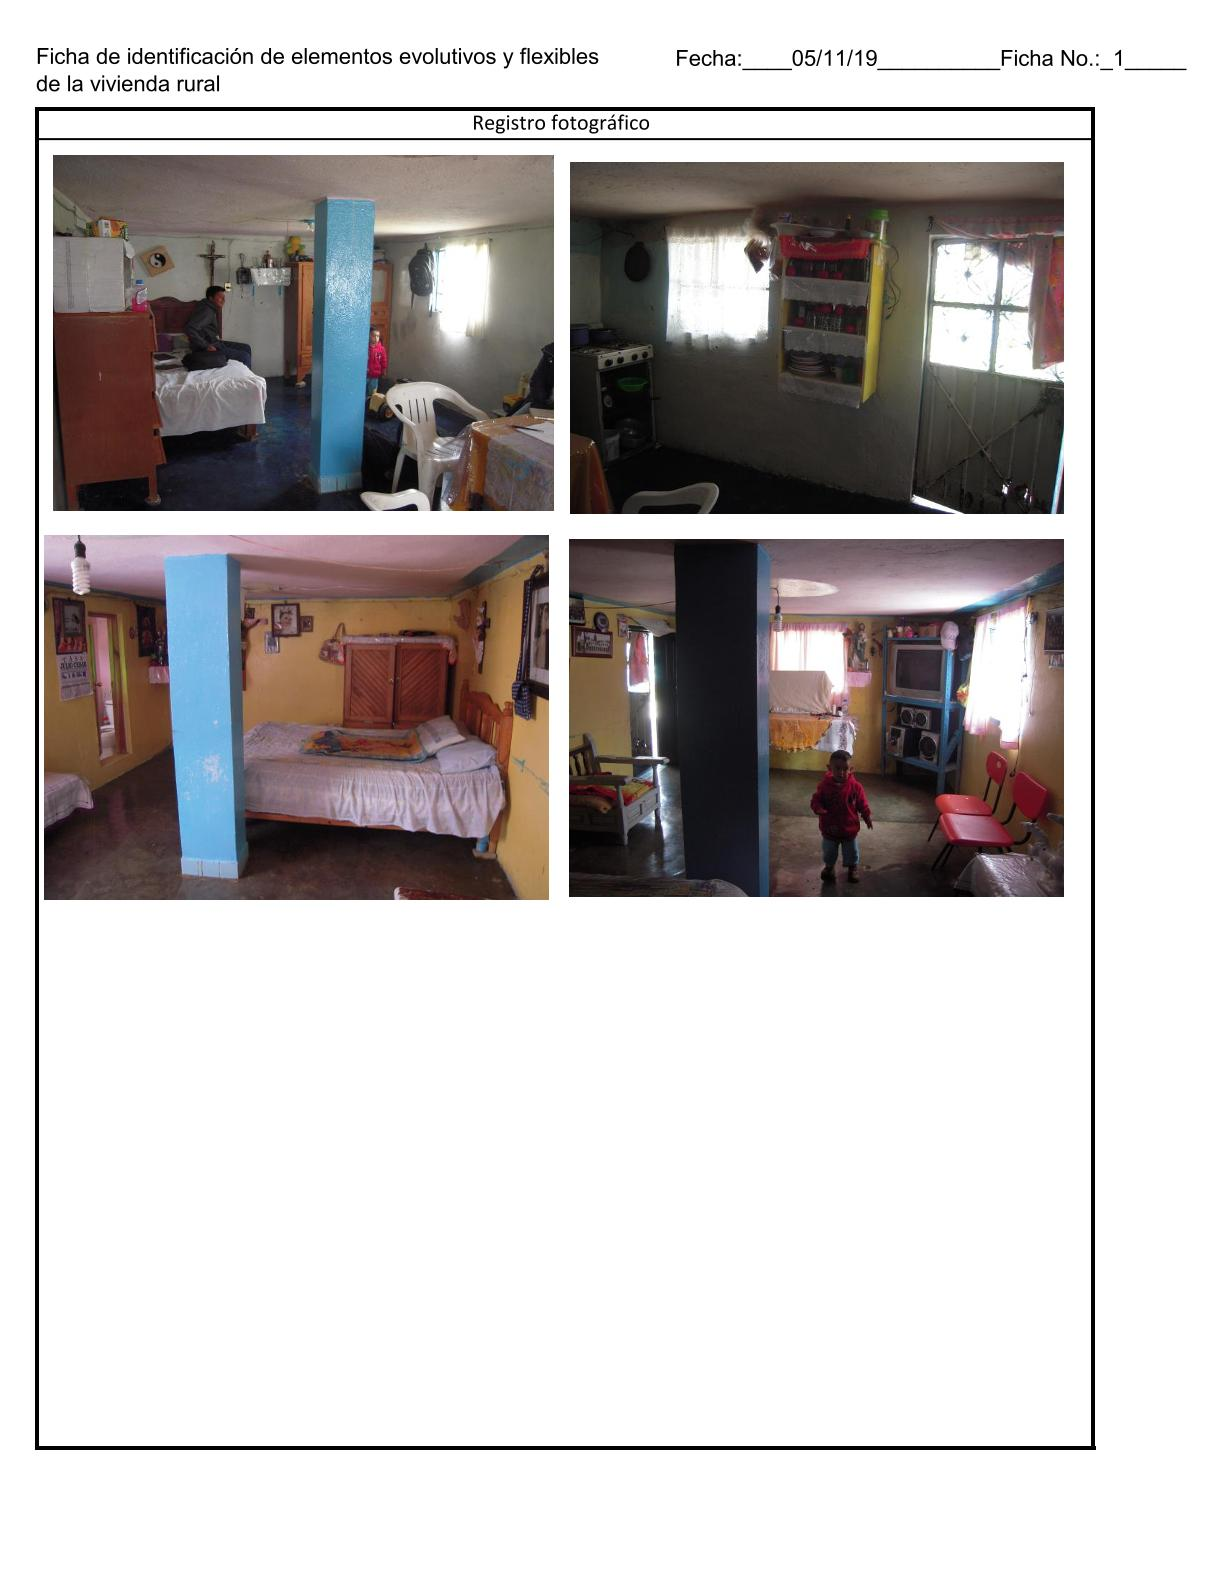 Ficha de identificación de elementos evolutivos y flexibles
de la vivienda rural
Fecha:____05/11/19__________Ficha No.:_1_____
Registro fotográfico